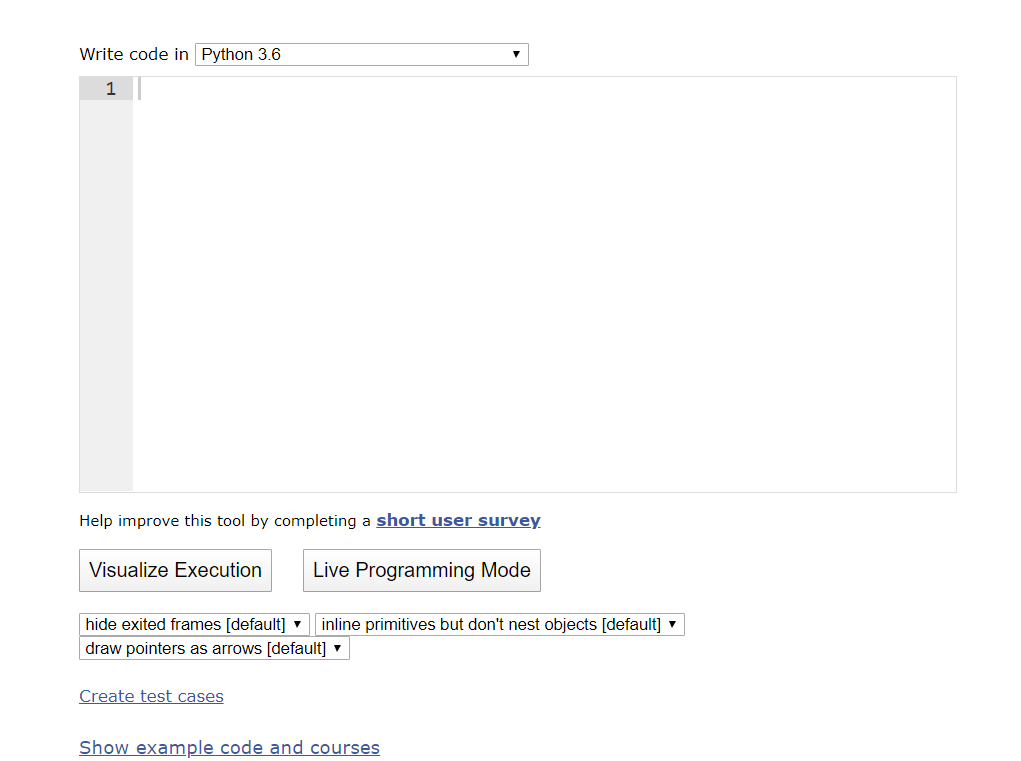 Write code in Python 3.6
1
Help improve this tool by completing a short user survey
Visualize Execution Live Programming Mode
hide exited frames [default] inline primitives but don't nest objects [default]
draw pointers as arrows [default]
Create test cases
Show example code and courses